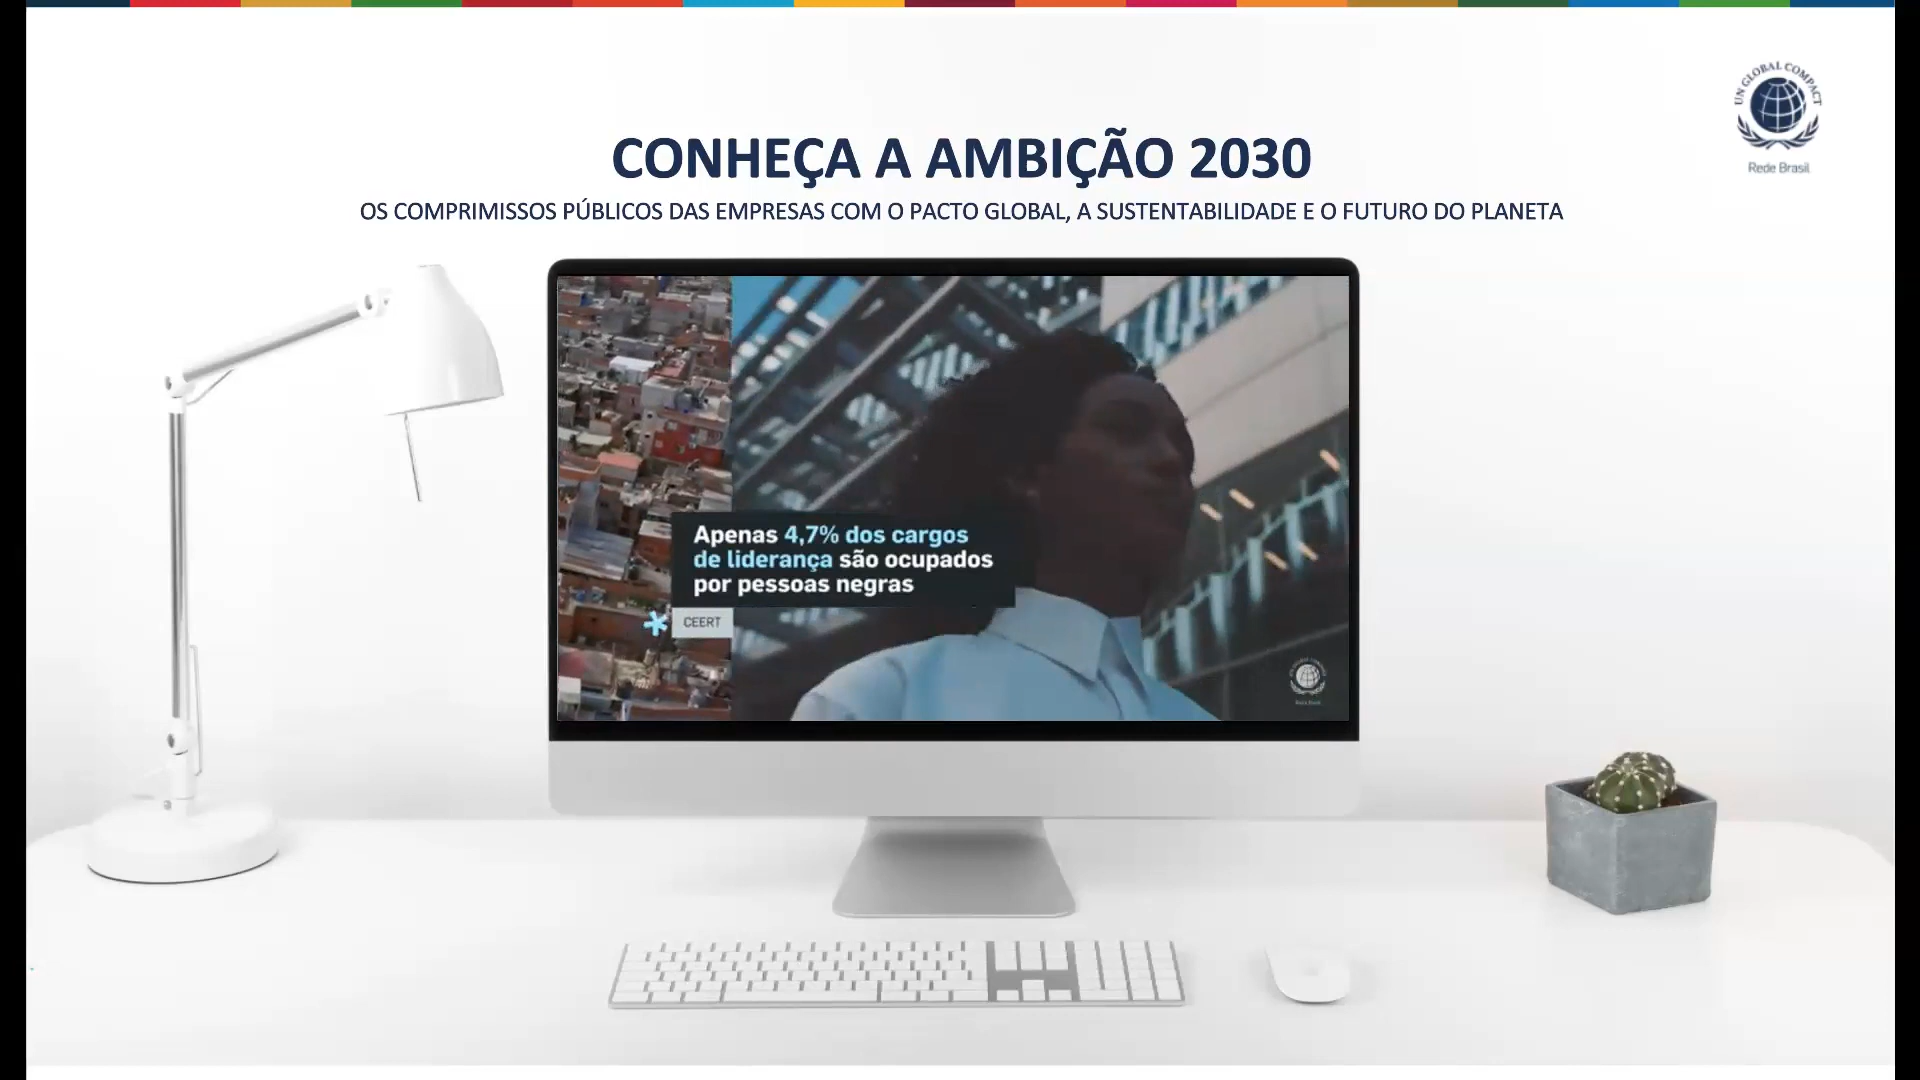 UN GLOBAL COMPACT
Rede Brasil
CONHEÇA A AMBIÇÃO 2030
OS COMPRIMISSOS PÚBLICOS DAS EMPRESAS COM O PACTO GLOBAL, A SUSTENTABILIDADE E O FUTURO DO PLANETA
Apenas 4,7% dos cargos
de liderança são ocupados
por pessoas negras
CEERT